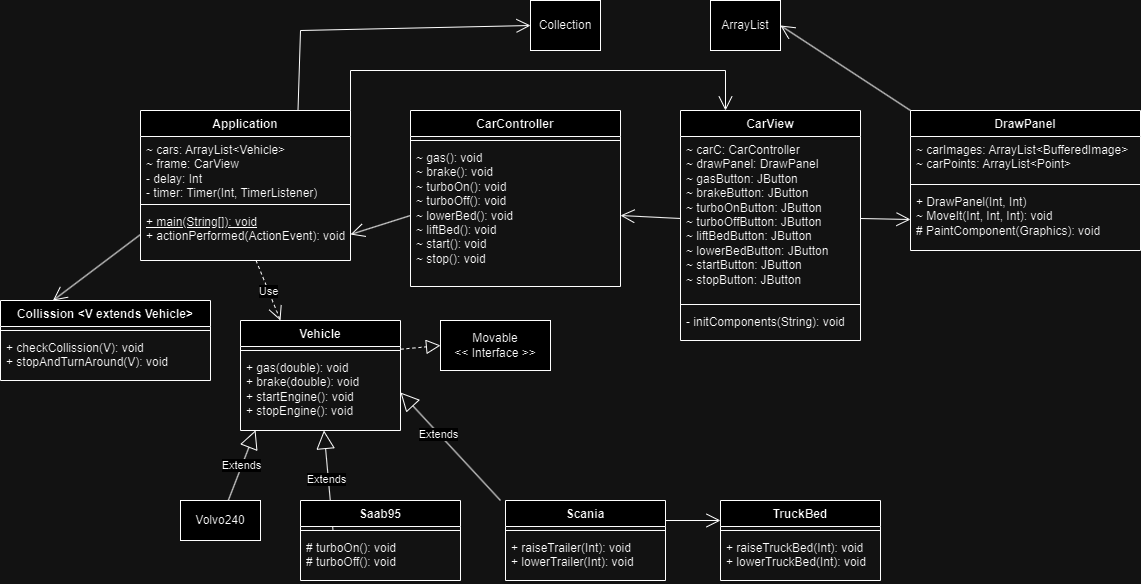 Collection
ArrayList
Application
~ cars: ArrayList<Vehicle>
~ frame: CarView
- delay: Int
- timer: Timer(Int, TimerListener)
+ main(String[]): void
+ actionPerformed(ActionEvent): void
CarController
~ gas(): void
~ brake(): void
~ turboOn(): void
~ turboOff(): void
~ lowerBed(): void
~ liftBed(): void
~ start(): void
~ stop(): void
CarView
~ carC: CarController
~ drawPanel: DrawPanel
~ gasButton: JButton
~ brakeButton: JButton
~ turboOnButton: JButton
~ turboOffButton: JButton
~ liftBedButton: JButton
~ lowerBedButton: JButton
~ startButton: JButton
~ stopButton: JButton
- initComponents(String): void
DrawPanel
~ carImages: ArrayList<BufferedImage>
~ carPoints: ArrayList<Point>
+ DrawPanel(Int, Int)
~ MoveIt(Int, Int, Int): void
# PaintComponent(Graphics): void
Collission <V extends Vehicle>
+ checkCollission(V): void
+ stopAndTurnAround(V): void
Use
Vehicle
+ gas(double): void
+ brake(double): void
+ startEngine(): void
+ stopEngine(): void
Movable
<< Interface >>
Extends
Extends
Extends
Volvo240
Saab95
# turboOn(): void
# turboOff(): void
Scania
+ raiseTrailer(Int): void
+ lowerTrailer(Int): void
TruckBed
+ raiseTruckBed(Int): void
+ lowerTruckBed(Int): void